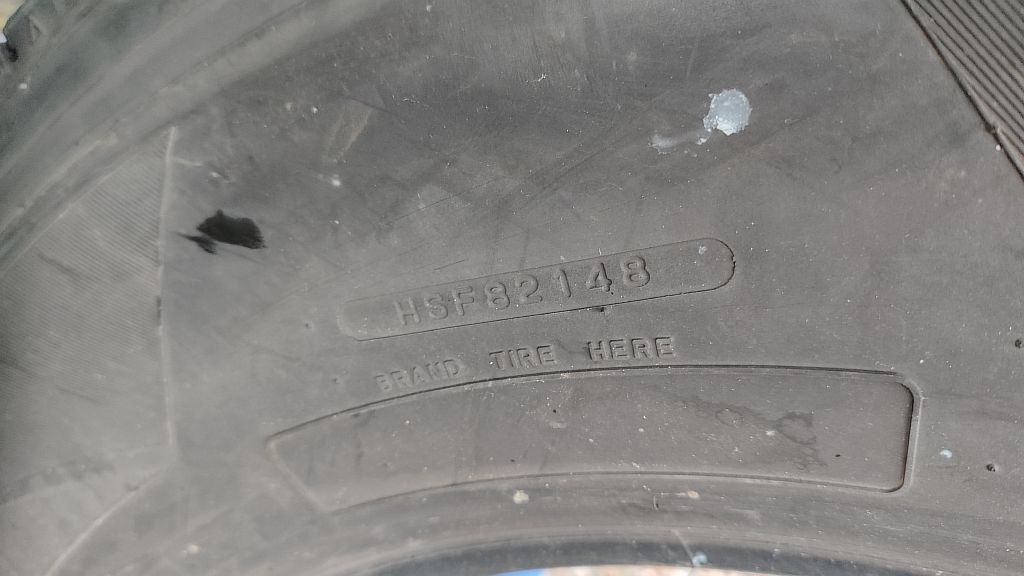 HSF82148
BRAND TIRE HERE